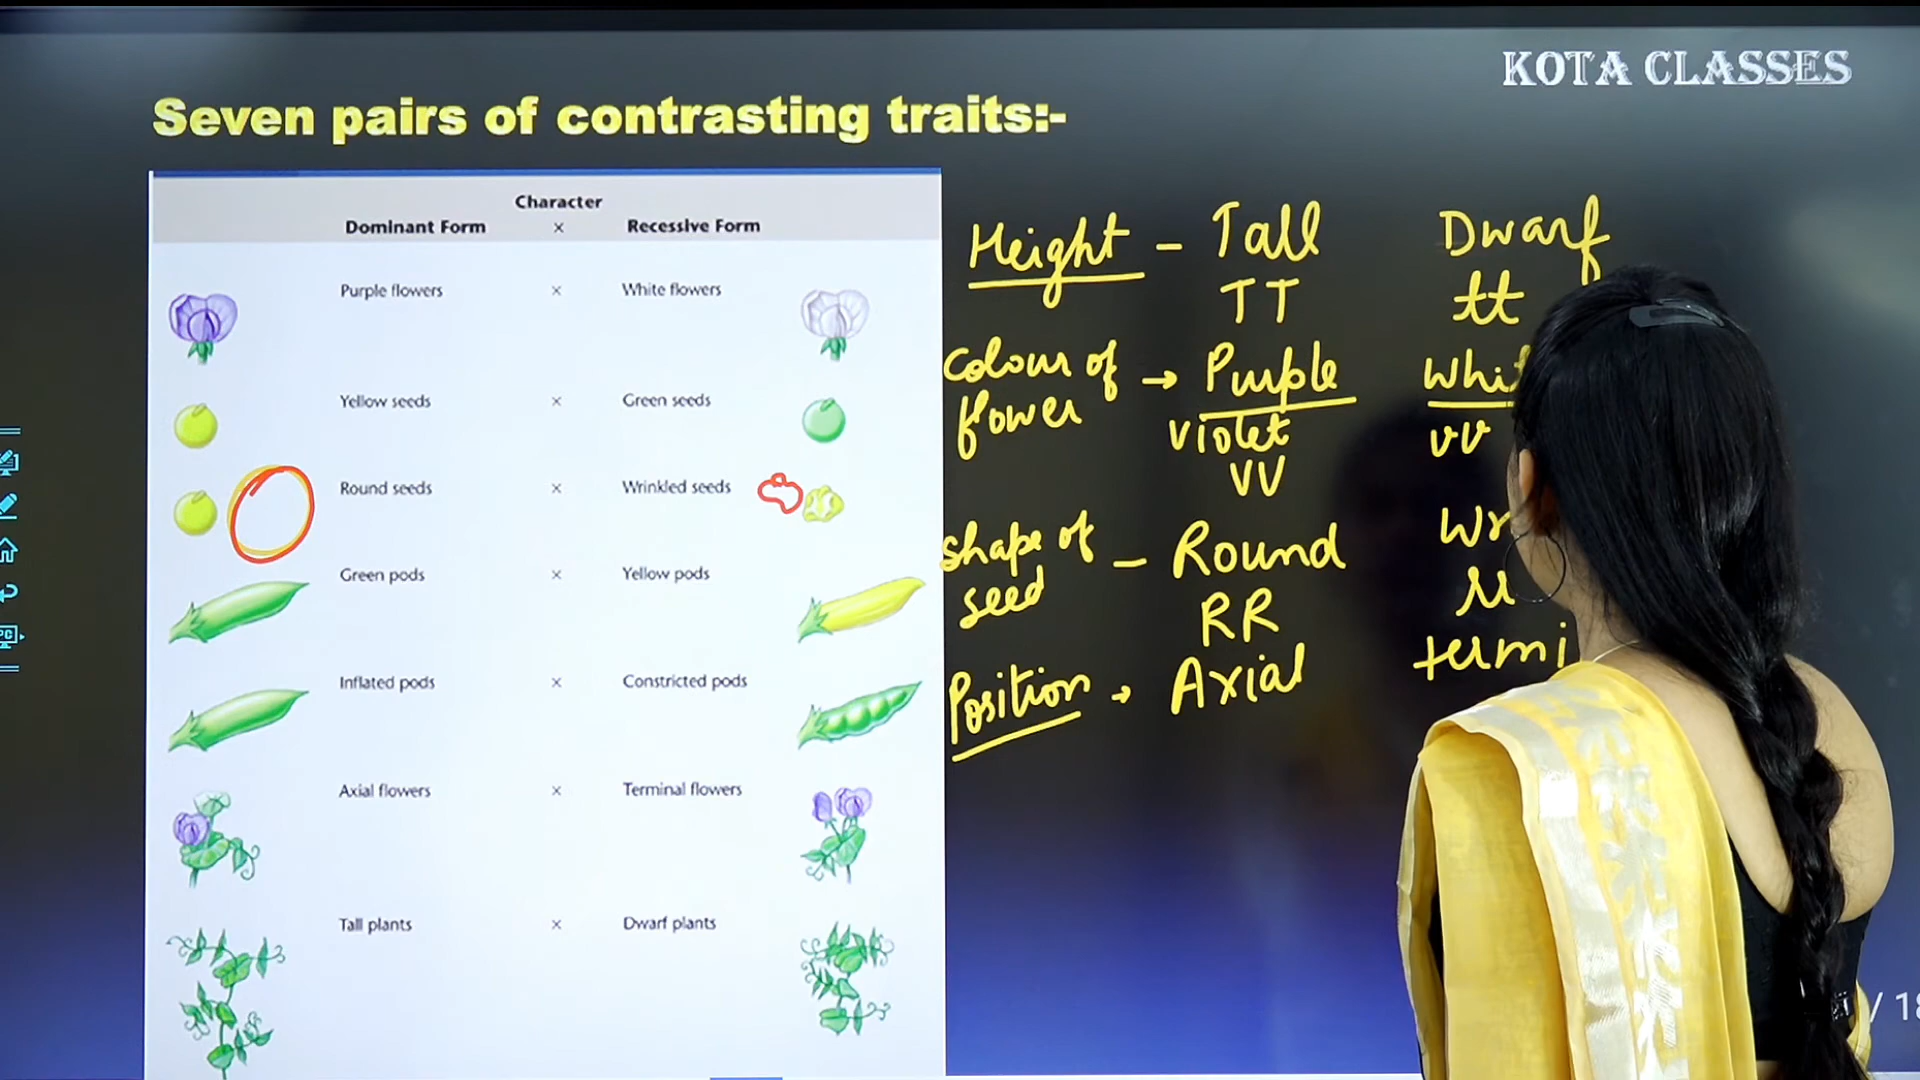 KOTA CLASSES
Seven pairs of contrasting traits:-
Character
Dominant Form × Recessive Form
Purple flowers × White flowers
Yellow seeds × Green seeds
Round seeds × Wrinkled seeds
Green pods × Yellow pods
Inflated pods × Constricted pods
Axial flowers × Terminal flowers
Tall plants × Dwarf plants
Height - Tall Dwarf
TT tt
Colour of flower → Purple
Violet vv
VV
Shape of seed - Round
RR rr
Position → Axial
PC